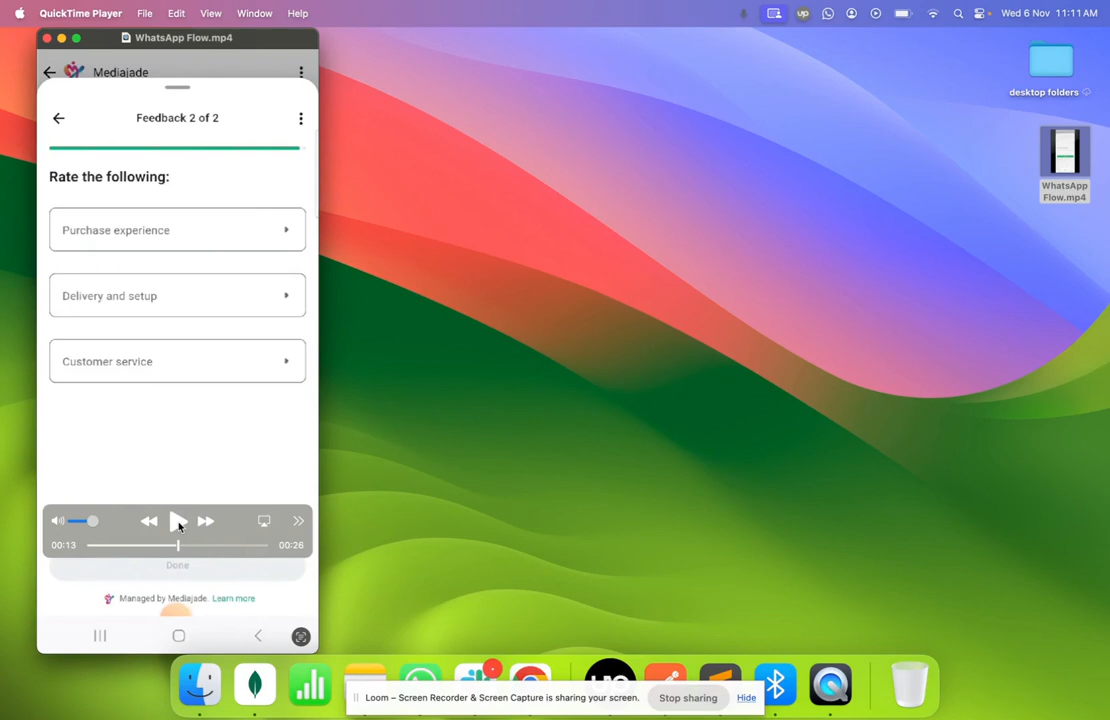 QuickTime Player File Edit View Window Help
up
Wed 6 Nov 11:11 AM
WhatsApp Flow.mp4
Mediajade
Feedback 2 of 2
Rate the following:
Purchase experience
Delivery and setup
Customer service
00:13
00:26
Done
Managed by Mediajade. Learn more
desktop folders
WhatsApp
Flow.mp4
up
Loom – Screen Recorder & Screen Capture is sharing your screen.
Stop sharing
Hide